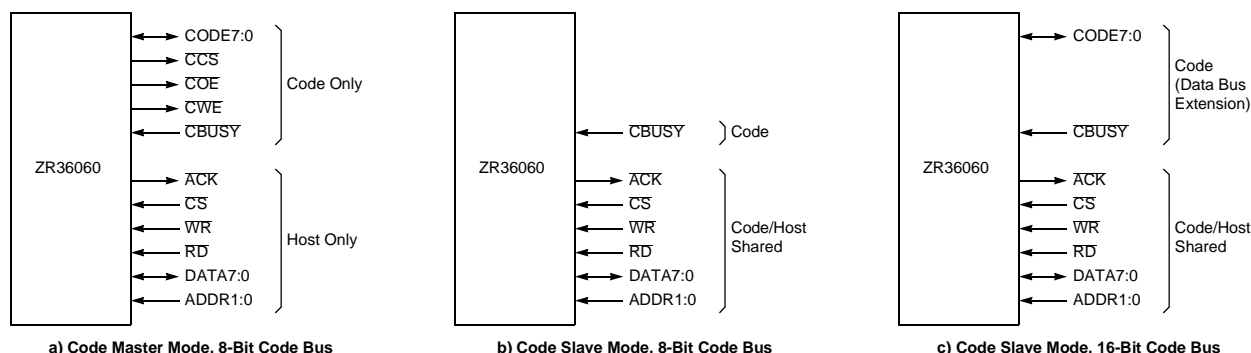 ZR36060
CODE7:0
CCS
COE
CWE
CBUSY
Code Only
ACK
CS
WR
RD
DATA7:0
ADDR1:0
Host Only
a) Code Master Mode, 8-Bit Code Bus
ZR36060
CBUSY
Code
ACK
CS
WR
RD
DATA7:0
ADDR1:0
Code/Host
Shared
b) Code Slave Mode, 8-Bit Code Bus
ZR36060
CODE7:0
CBUSY
Code
(Data Bus
Extension)
ACK
CS
WR
RD
DATA7:0
ADDR1:0
Code/Host
Shared
c) Code Slave Mode, 16-Bit Code Bus